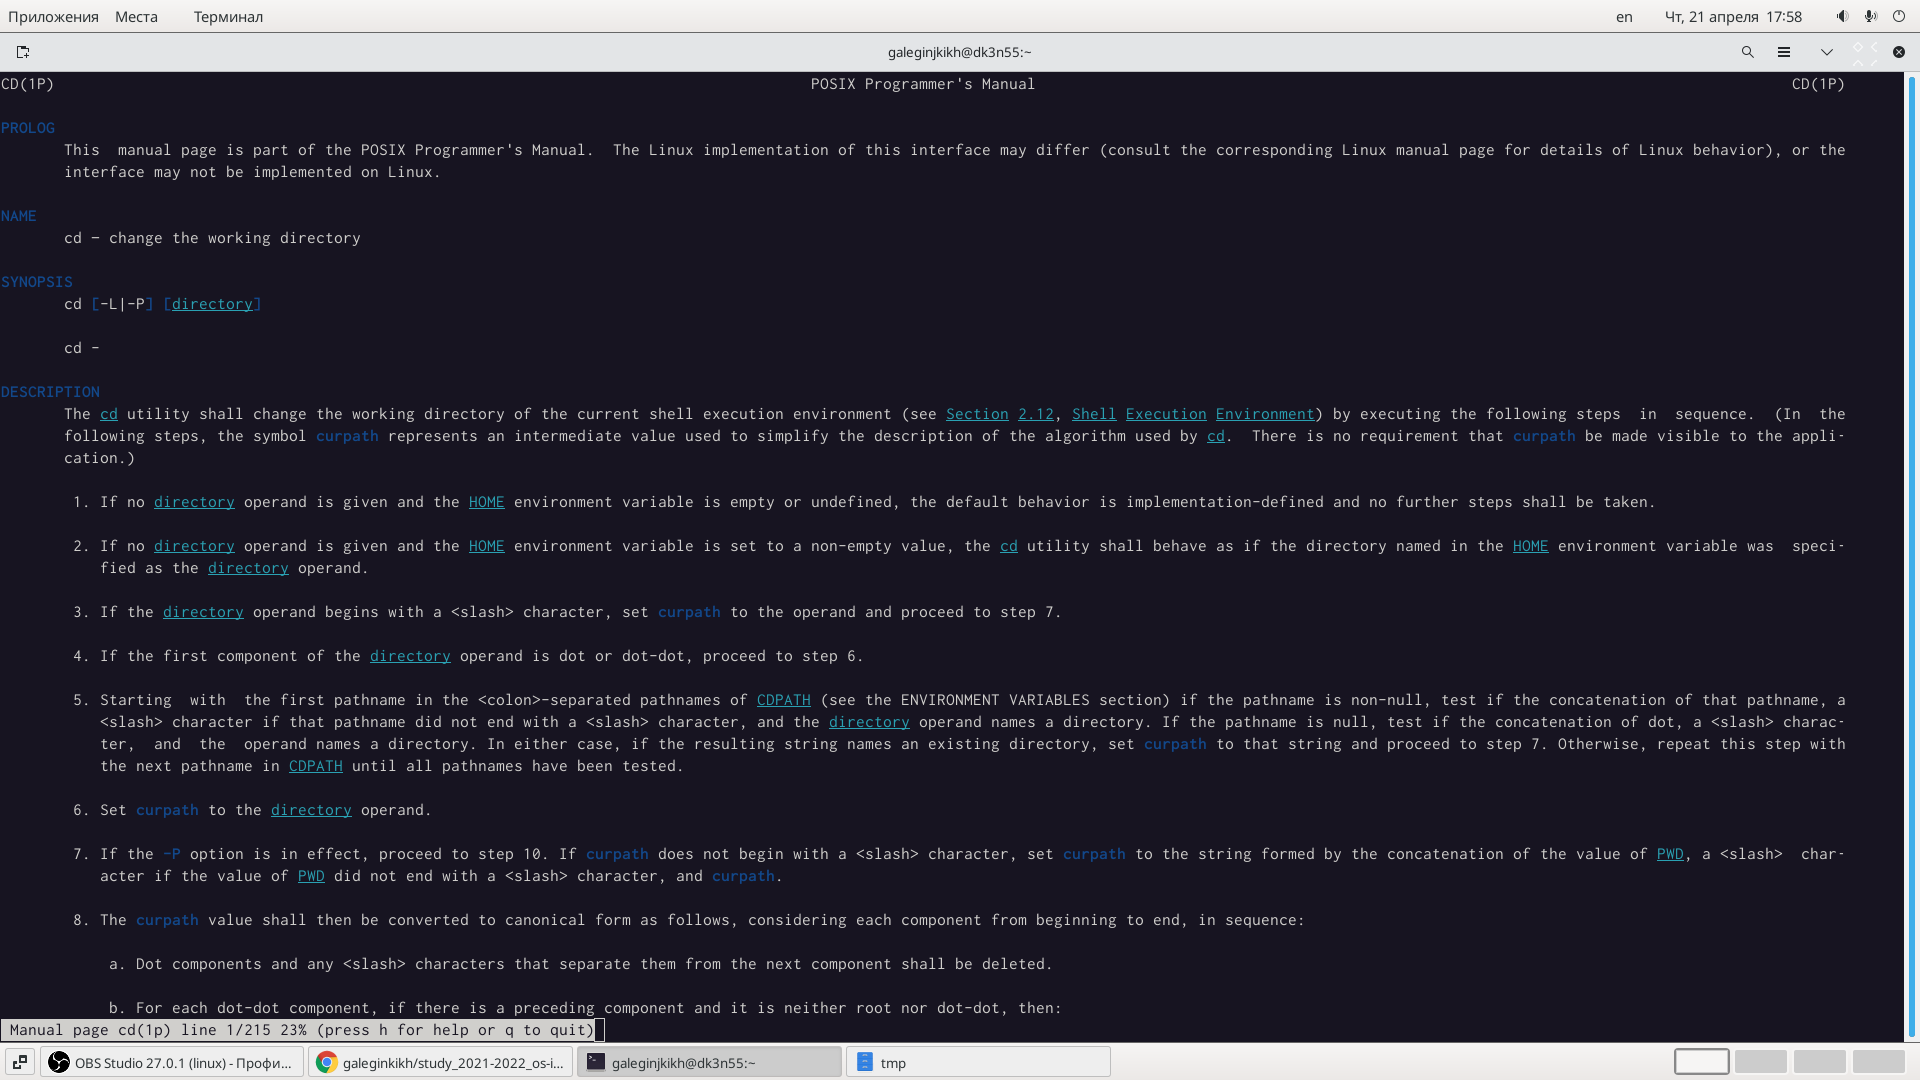 Приложения Места Терминал en Чт, 21 апреля 17:58
galeginjkikh@dk3n55:~
CD(1P) POSIX Programmer's Manual CD(1P)
PROLOG
This manual page is part of the POSIX Programmer's Manual. The Linux implementation of this interface may differ (consult the corresponding Linux manual page for details of Linux behavior), or the
interface may not be implemented on Linux.
NAME
cd – change the working directory
SYNOPSIS
cd [-L|-P] [directory]
cd -
DESCRIPTION
The cd utility shall change the working directory of the current shell execution environment (see Section 2.12, Shell Execution Environment) by executing the following steps in sequence. (In the
following steps, the symbol curpath represents an intermediate value used to simplify the description of the algorithm used by cd. There is no requirement that curpath be made visible to the appli-
cation.)
1. If no directory operand is given and the HOME environment variable is empty or undefined, the default behavior is implementation-defined and no further steps shall be taken.
2. If no directory operand is given and the HOME environment variable is set to a non-empty value, the cd utility shall behave as if the directory named in the HOME environment variable was speci-
fied as the directory operand.
3. If the directory operand begins with a <slash> character, set curpath to the operand and proceed to step 7.
4. If the first component of the directory operand is dot or dot-dot, proceed to step 6.
5. Starting with the first pathname in the <colon>-separated pathnames of CDPATH (see the ENVIRONMENT VARIABLES section) if the pathname is non-null, test if the concatenation of that pathname, a
<slash> character if that pathname did not end with a <slash> character, and the directory operand names a directory. If the pathname is null, test if the concatenation of dot, a <slash> charac-
ter, and the operand names a directory. In either case, if the resulting string names an existing directory, set curpath to that string and proceed to step 7. Otherwise, repeat this step with
the next pathname in CDPATH until all pathnames have been tested.
6. Set curpath to the directory operand.
7. If the -P option is in effect, proceed to step 10. If curpath does not begin with a <slash> character, set curpath to the string formed by the concatenation of the value of PWD, a <slash> char-
acter if the value of PWD did not end with a <slash> character, and curpath.
8. The curpath value shall then be converted to canonical form as follows, considering each component from beginning to end, in sequence:
a. Dot components and any <slash> characters that separate them from the next component shall be deleted.
b. For each dot-dot component, if there is a preceding component and it is neither root nor dot-dot, then:
Manual page cd(1p) line 1/215 23% (press h for help or q to quit)
OBS Studio 27.0.1 (linux) - Профи... galeginkikh/study_2021-2022_os-i... galeginjkikh@dk3n55:~ tmp